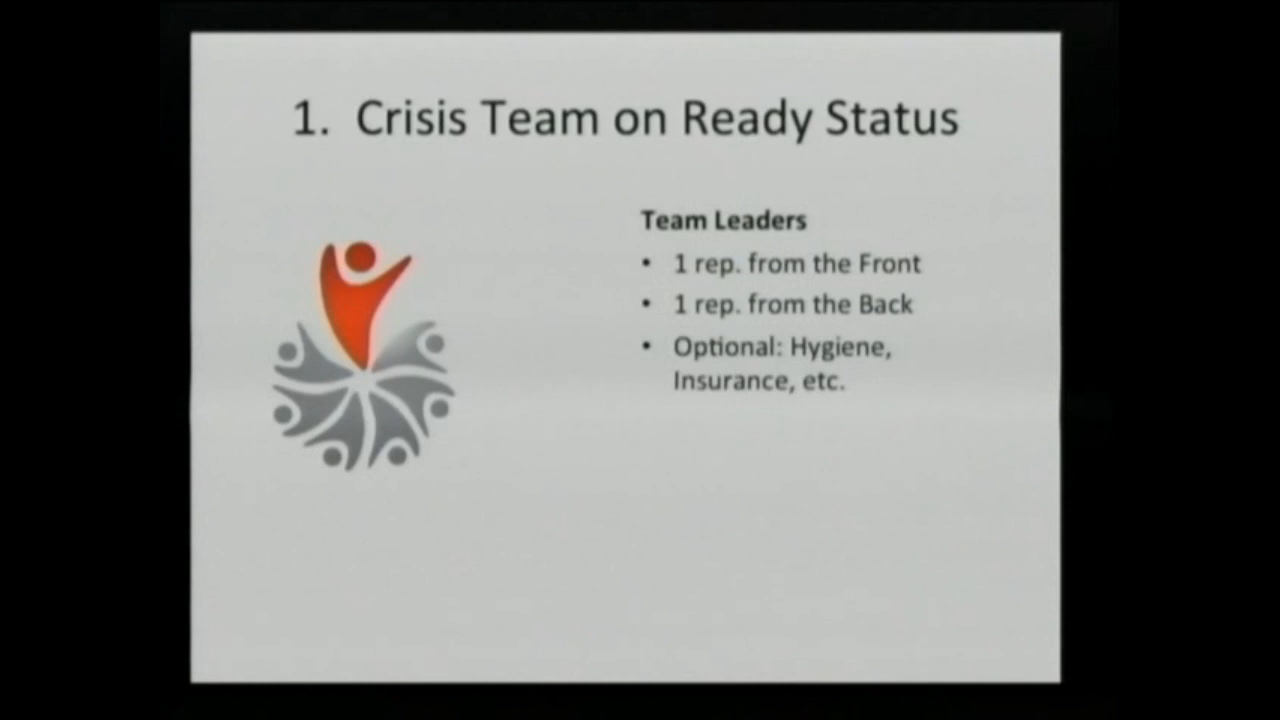 1. Crisis Team on Ready Status
Team Leaders
• 1 rep. from the Front
• 1 rep. from the Back
• Optional: Hygiene,
Insurance, etc.